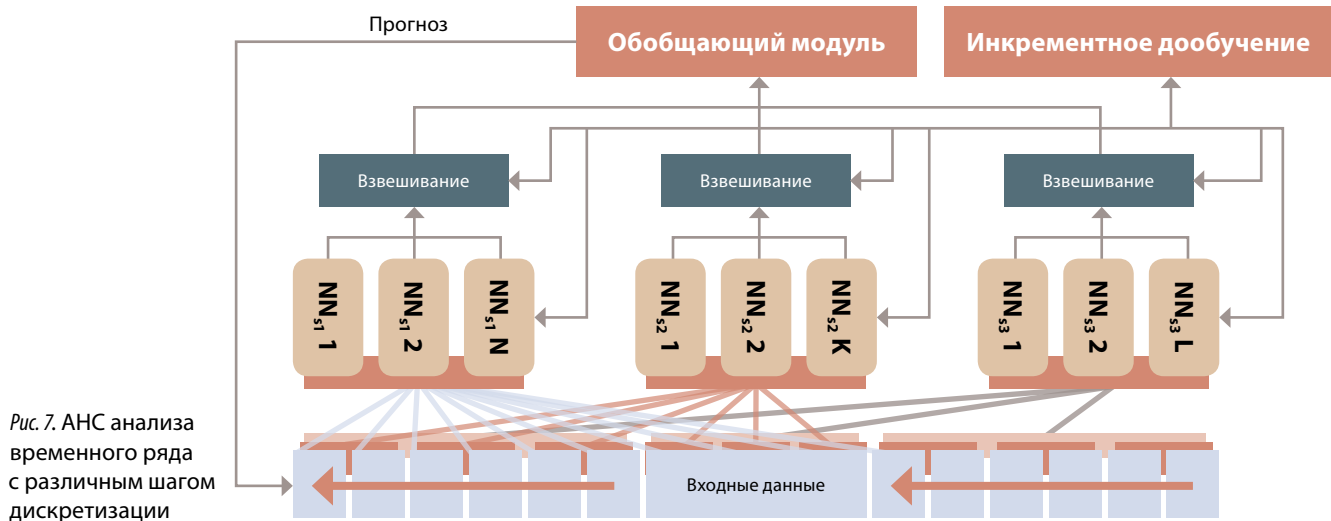 Прогноз
Обобщающий модуль
Инкрементное дообучение
Взвешивание
Взвешивание
Взвешивание
NNs1 1
NNs1 2
NNs1 N
NNs2 1
NNs2 2
NNs2 K
NNs3 1
NNs3 2
NNs3 L
Рис. 7. АНС анализа
временного ряда
с различным шагом
дискретизации
Входные данные